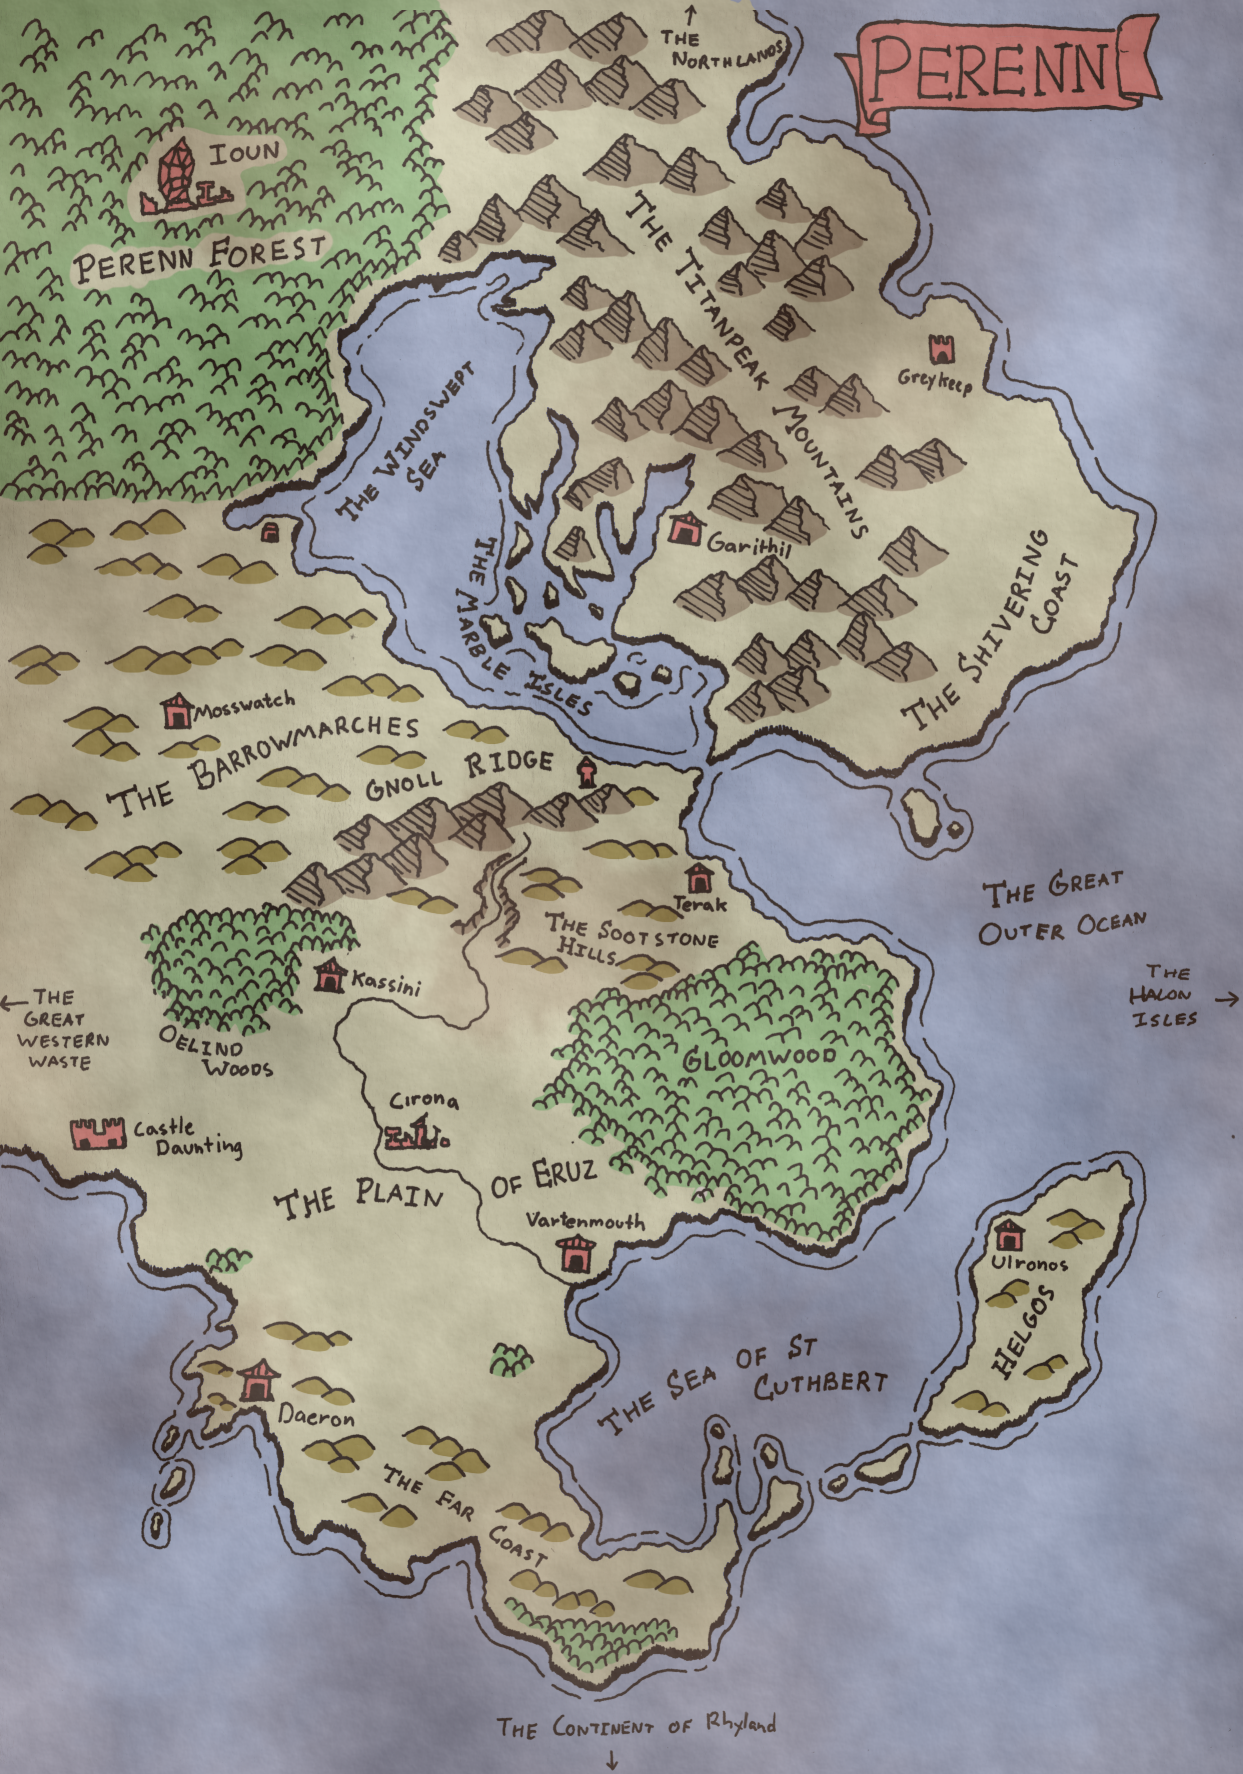 ↑
THE
NORTHLANDS
PERENN
IOUN
PERENN FOREST
THE TITANPEAK MOUNTAINS
Greykeep
THE WINDSWEPT
SEA
Garithil
THE MARBLE ISLES
THE SHIVERING
COAST
Mosswatch
THE BARROWMARCHES
GNOLL RIDGE
Terak
THE SOOTSTONE
HILLS
THE GREAT
OUTER OCEAN
Kassini
← THE
GREAT
WESTERN
WASTE
OELIND
WOODS
THE
HALON →
ISLES
GLOOMWOOD
Cirona
Castle
Daunting
THE PLAIN OF ERUZ
Vartenmouth
Ulronos
HELGOS
THE SEA OF ST
CUTHBERT
Daeron
THE FAR
COAST
THE CONTINENT OF Rhyland
↓